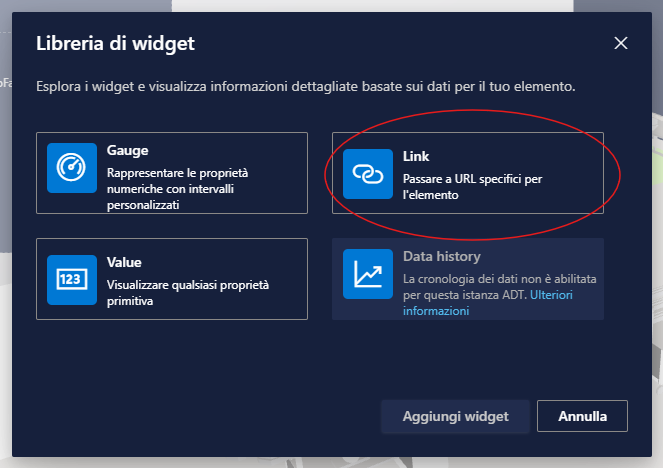 Libreria di widget
Esplora i widget e visualizza informazioni dettagliate basate sui dati per il tuo elemento.
Gauge
Rappresentare le proprietà
numeriche con intervalli
personalizzati
Link
Passare a URL specifici per
l'elemento
123
Value
Visualizzare qualsiasi proprietà
primitiva
Data history
La cronologia dei dati non è abilitata
per questa istanza ADT. Ulteriori
informazioni
Aggiungi widget
Annulla